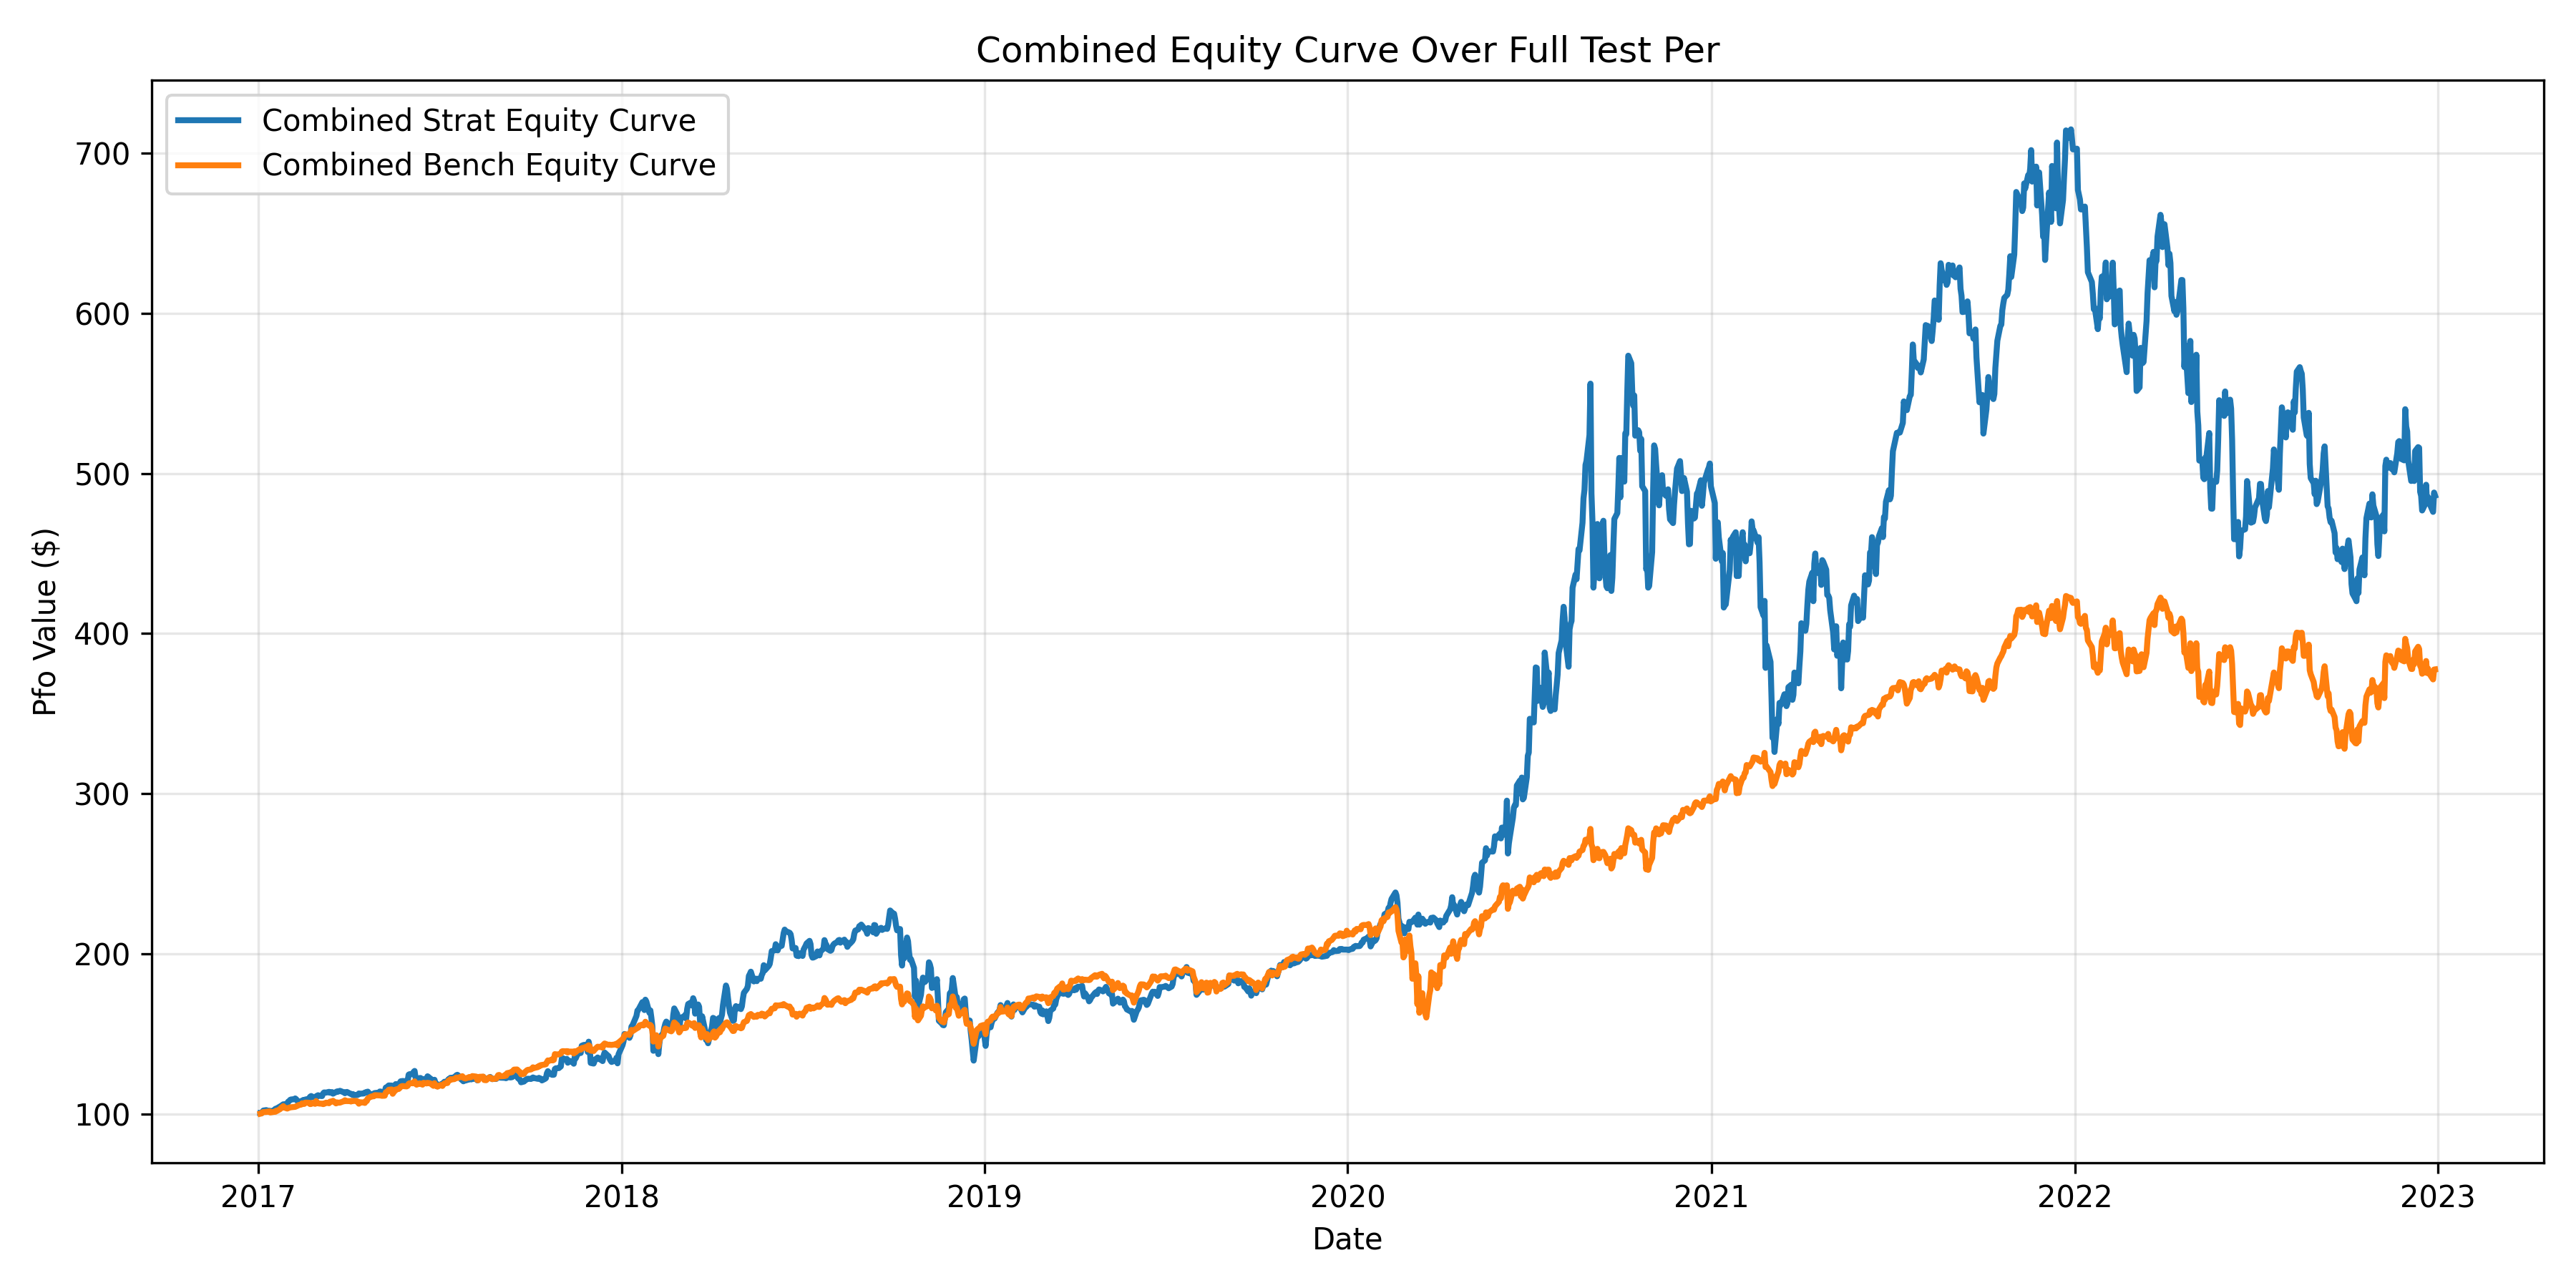 Combined Equity Curve Over Full Test Per
Combined Strat Equity Curve
Combined Bench Equity Curve
700
600
500
400
300
200
100
Pfo Value ($)
2017 2018 2019 2020 2021 2022 2023
Date